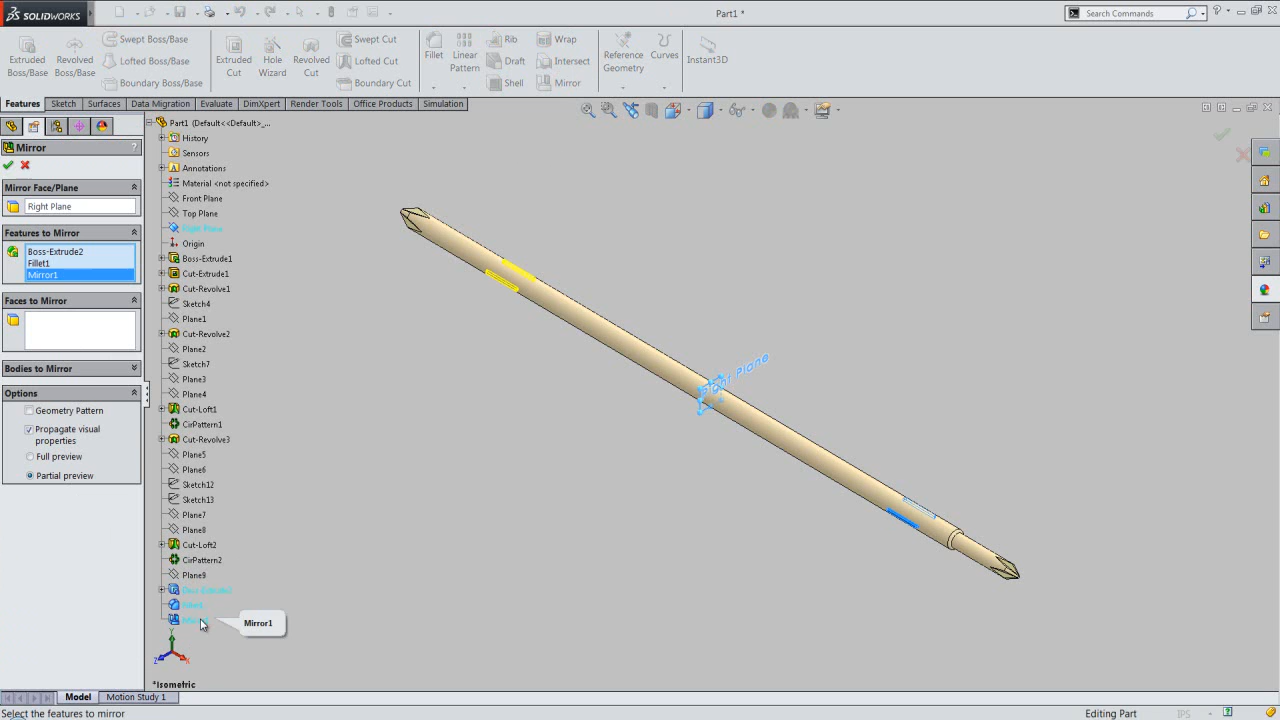 SOLIDWORKS
Part1 *
Search Commands
Extruded Boss/Base
Revolved Boss/Base
Swept Boss/Base
Lofted Boss/Base
Boundary Boss/Base
Extruded Cut
Hole Wizard
Revolved Cut
Swept Cut
Lofted Cut
Boundary Cut
Fillet
Linear Pattern
Rib
Draft
Shell
Wrap
Intersect
Mirror
Reference Geometry
Curves
Instant3D
Features
Sketch
Surfaces
Data Migration
Evaluate
DimXpert
Render Tools
Office Products
Simulation
Mirror
?
Mirror Face/Plane
Right Plane
Features to Mirror
Boss-Extrude2
Fillet1
Mirror1
Faces to Mirror
Bodies to Mirror
Options
Geometry Pattern
Propagate visual
properties
Full preview
Partial preview
Part1 (Default<<Default>_...
History
Sensors
Annotations
Material <not specified>
Front Plane
Top Plane
Right Plane
Origin
Boss-Extrude1
Cut-Extrude1
Cut-Revolve1
Sketch4
Plane1
Cut-Revolve2
Plane2
Sketch7
Plane3
Plane4
Cut-Loft1
CirPattern1
Cut-Revolve3
Plane5
Plane6
Sketch12
Sketch13
Plane7
Plane8
Cut-Loft2
CirPattern2
Plane9
Boss-Extrude2
Fillet1
Mirror1
Right Plane
Y
Z
X
*Isometric
Model
Motion Study 1
Select the features to mirror
Editing Part
IPS